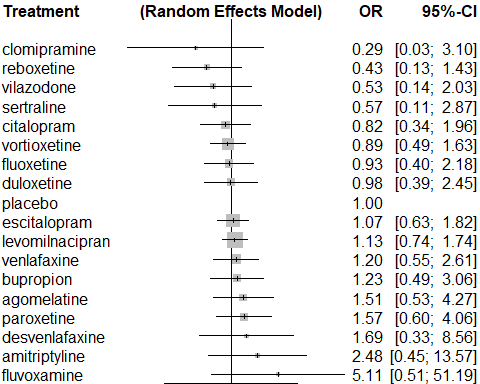 Treatment (Random Effects Model) OR 95%-CI
clomipramine 0.29 [0.03; 3.10]
reboxetine 0.43 [0.13; 1.43]
vilazodone 0.53 [0.14; 2.03]
sertraline 0.57 [0.11; 2.87]
citalopram 0.82 [0.34; 1.96]
vortioxetine 0.89 [0.49; 1.63]
fluoxetine 0.93 [0.40; 2.18]
duloxetine 0.98 [0.39; 2.45]
placebo 1.00
escitalopram 1.07 [0.63; 1.82]
levomilnacipran 1.13 [0.74; 1.74]
venlafaxine 1.20 [0.55; 2.61]
bupropion 1.23 [0.49; 3.06]
agomelatine 1.51 [0.53; 4.27]
paroxetine 1.57 [0.60; 4.06]
desvenlafaxine 1.69 [0.33; 8.56]
amitriptyline 2.48 [0.45; 13.57]
fluvoxamine 5.11 [0.51; 51.19]